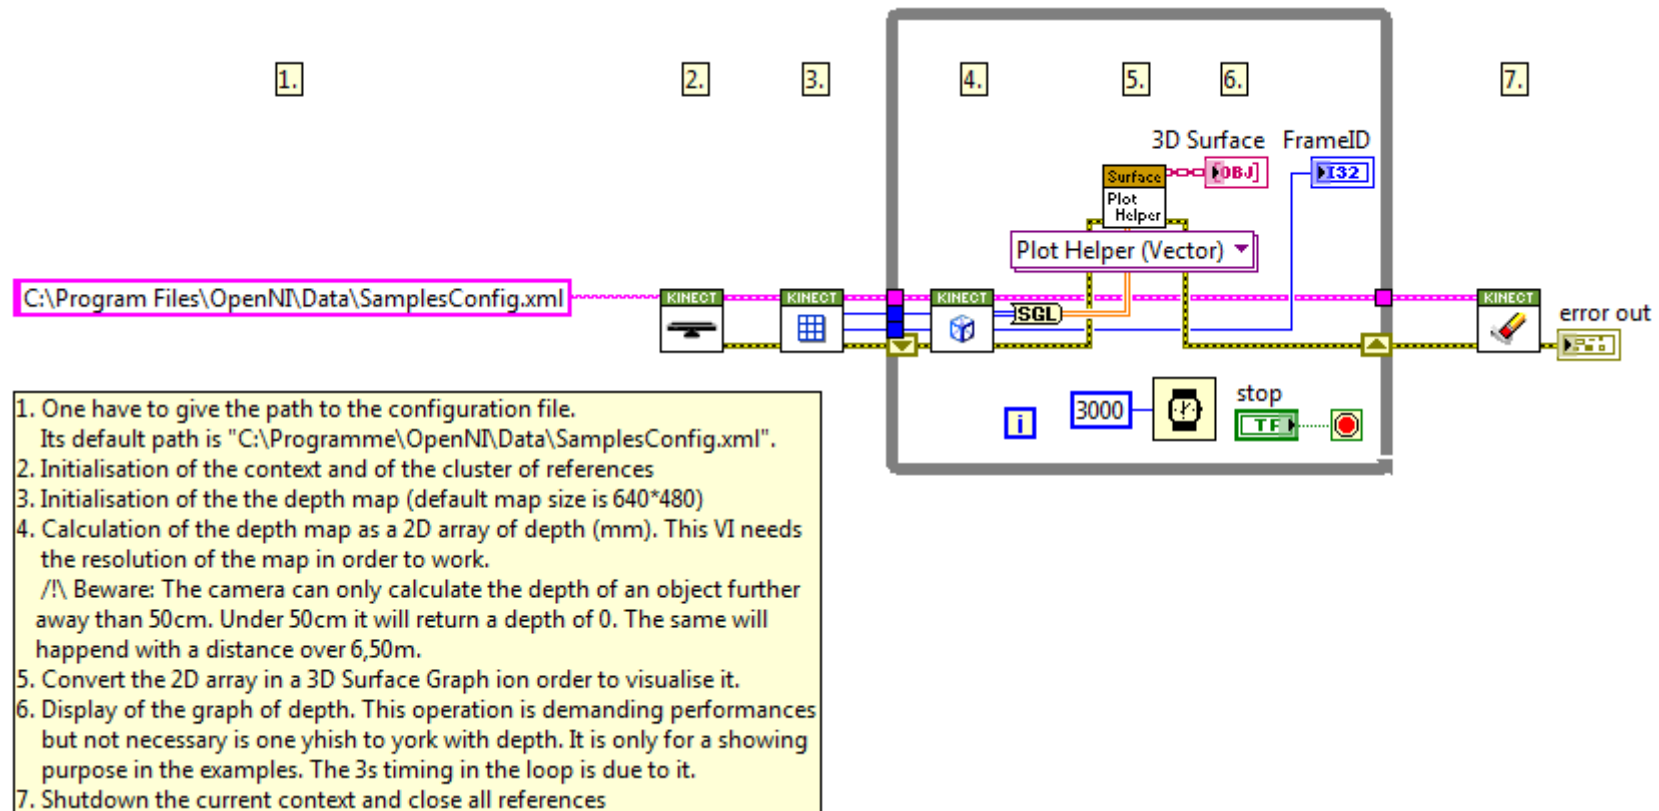 1.
2.
3.
4.
5.
6.
7.
3D Surface
FrameID
Surface
[OBJ]
I32
Plot
Helper
Plot Helper (Vector)
C:\Program Files\OpenNI\Data\SamplesConfig.xml
KINECT
KINECT
KINECT
KINECT
SGL
error out
i
3000
stop
TF
1. One have to give the path to the configuration file.
Its default path is "C:\Programme\OpenNI\Data\SamplesConfig.xml".
2. Initialisation of the context and of the cluster of references
3. Initialisation of the the depth map (default map size is 640*480)
4. Calculation of the depth map as a 2D array of depth (mm). This VI needs
the resolution of the map in order to work.
/!\ Beware: The camera can only calculate the depth of an object further
away than 50cm. Under 50cm it will return a depth of 0. The same will
happend with a distance over 6,50m.
5. Convert the 2D array in a 3D Surface Graph ion order to visualise it.
6. Display of the graph of depth. This operation is demanding performances
but not necessary is one yhish to york with depth. It is only for a showing
purpose in the examples. The 3s timing in the loop is due to it.
7. Shutdown the current context and close all references